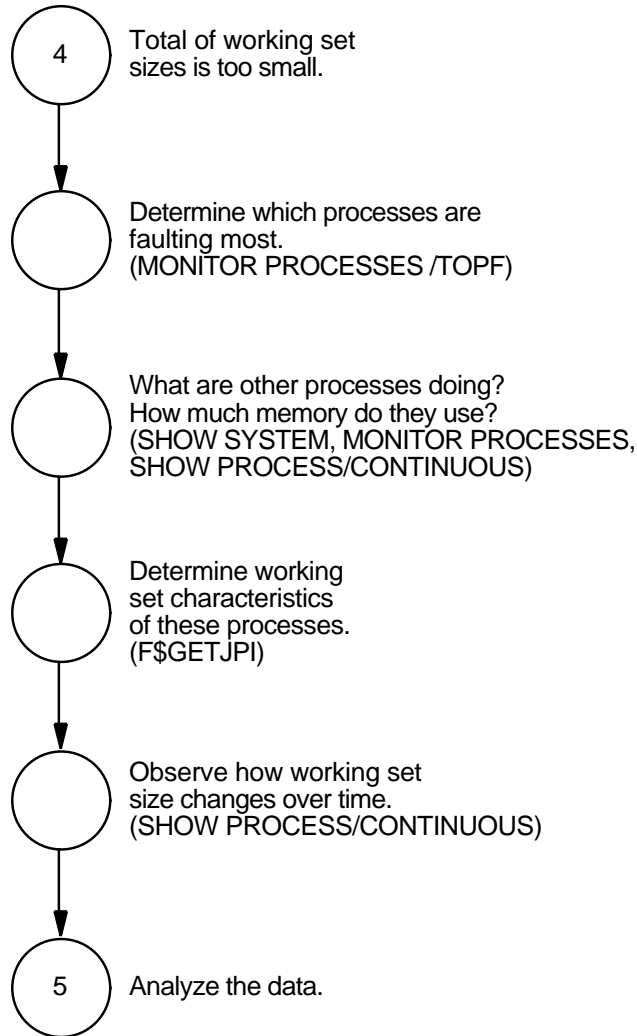 4
Total of working set
sizes is too small.
Determine which processes are
faulting most.
(MONITOR PROCESSES /TOPF)
What are other processes doing?
How much memory do they use?
(SHOW SYSTEM, MONITOR PROCESSES,
SHOW PROCESS/CONTINUOUS)
Determine working
set characteristics
of these processes.
(F$GETJPI)
Observe how working set
size changes over time.
(SHOW PROCESS/CONTINUOUS)
5
Analyze the data.